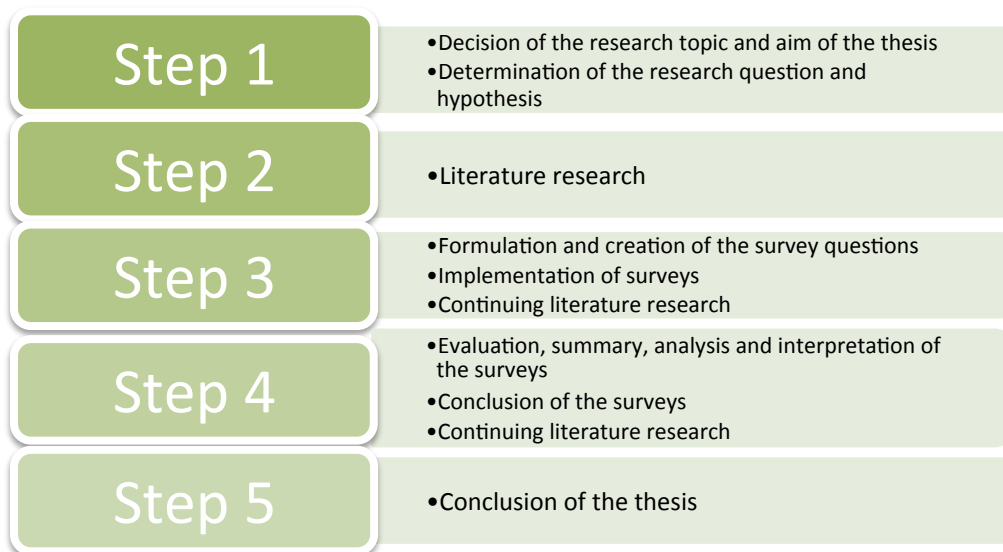 Step 1
•Decision of the research topic and aim of the thesis
•Determination of the research question and
hypothesis
Step 2
•Literature research
Step 3
•Formulation and creation of the survey questions
•Implementation of surveys
•Continuing literature research
Step 4
•Evaluation, summary, analysis and interpretation of
the surveys
•Conclusion of the surveys
•Continuing literature research
Step 5
•Conclusion of the thesis